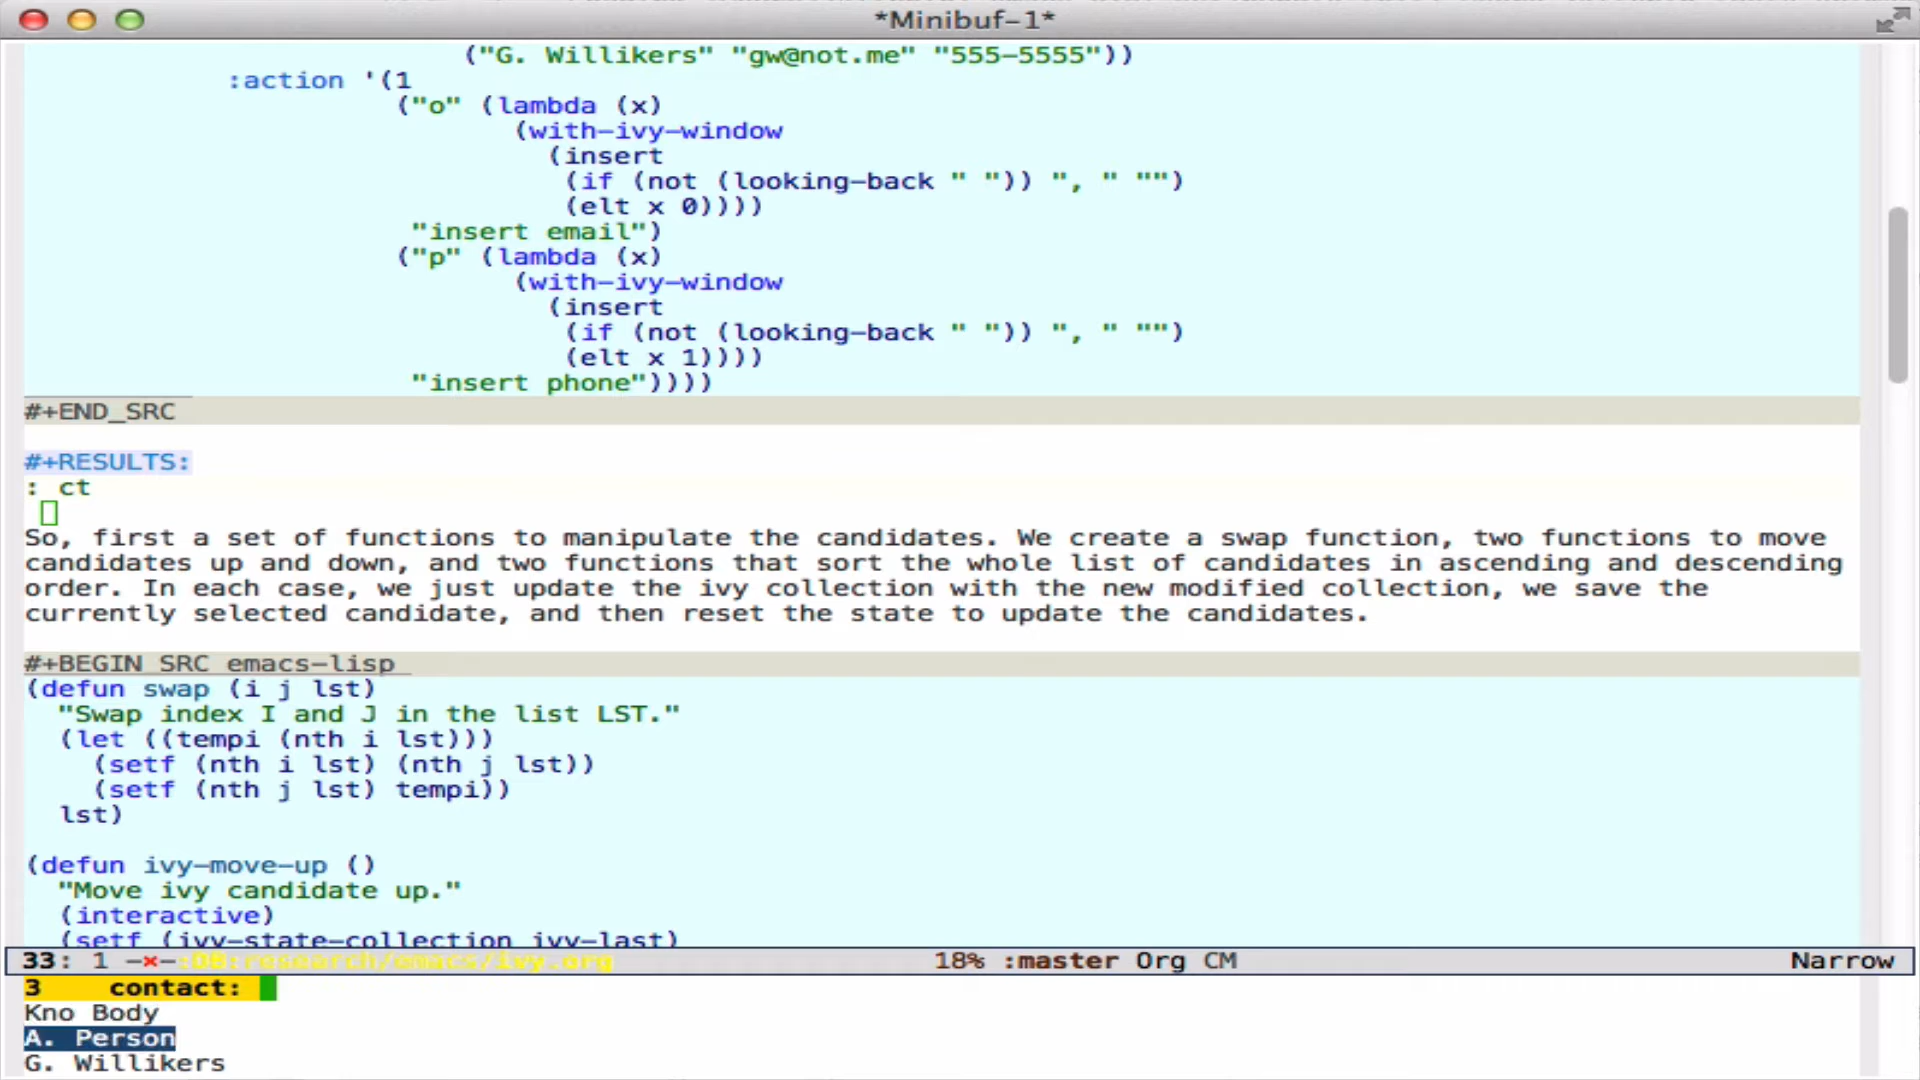 *Minibuf-1*
("G. Willikers" "gw@not.me" "555-5555"))
:action '(1
("o" (lambda (x)
(with-ivy-window
(insert
(if (not (looking-back " ")) ", " "")
(elt x 0))))
"insert email")
("p" (lambda (x)
(with-ivy-window
(insert
(if (not (looking-back " ")) ", " "")
(elt x 1))))
"insert phone"))))
#+END_SRC
#+RESULTS:
: ct
So, first a set of functions to manipulate the candidates. We create a swap function, two functions to move
candidates up and down, and two functions that sort the whole list of candidates in ascending and descending
order. In each case, we just update the ivy collection with the new modified collection, we save the
currently selected candidate, and then reset the state to update the candidates.
#+BEGIN_SRC emacs-lisp
(defun swap (i j lst)
"Swap index I and J in the list LST."
(let ((tempi (nth i lst)))
(setf (nth i lst) (nth j lst))
(setf (nth j lst) tempi))
lst)
(defun ivy-move-up ()
"Move ivy candidate up."
(interactive)
(setf (ivy-state-collection ivy-last)
33: 1 -×-:DB:research/emacs/ivy.org 18% :master Org CM Narrow
3 contact:
Kno Body
A. Person
G. Willikers